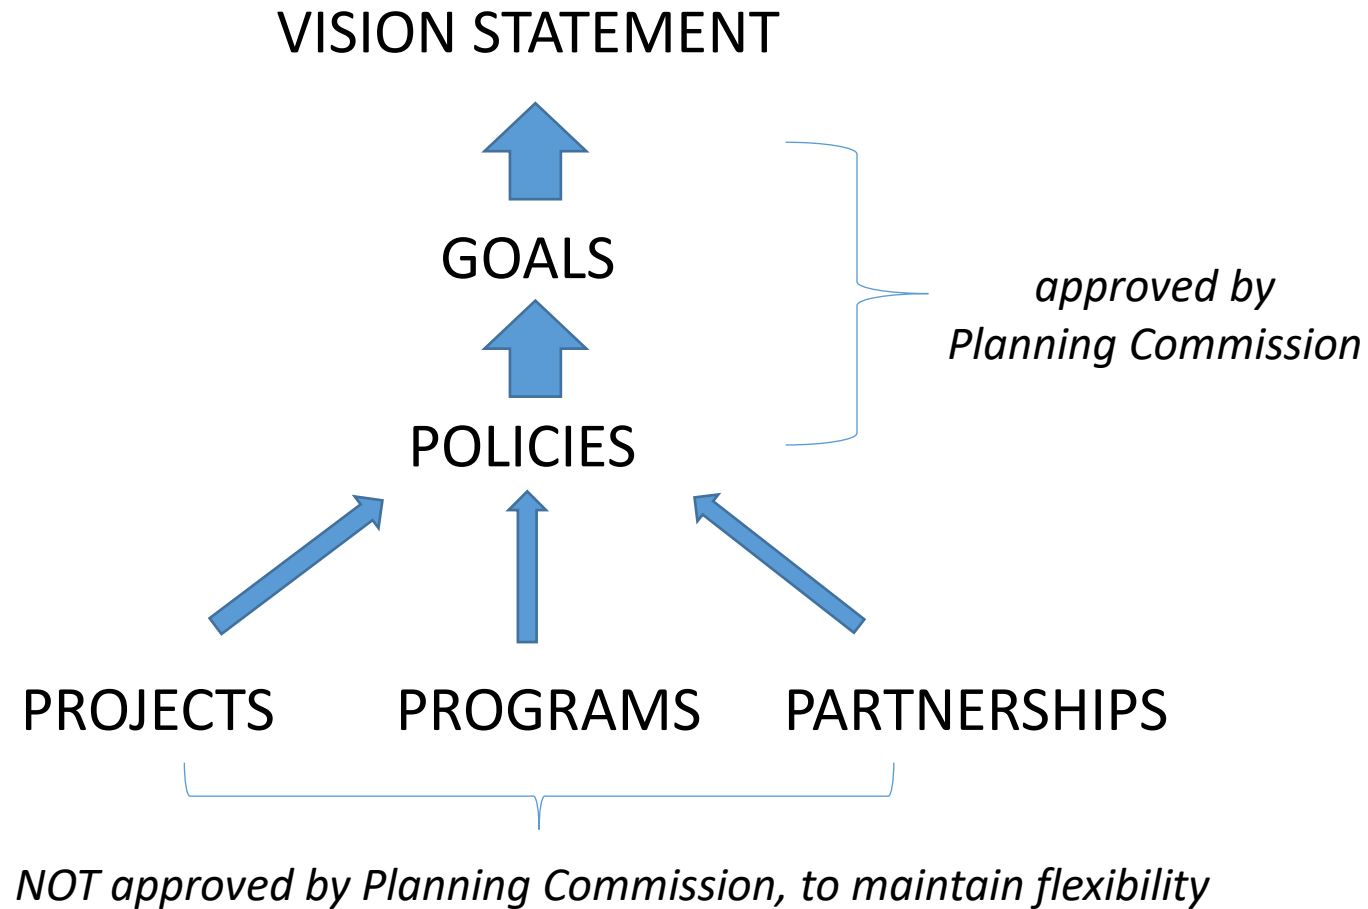 VISION STATEMENT
GOALS
approved by
Planning Commission
POLICIES
PROJECTS
PROGRAMS
PARTNERSHIPS
NOT approved by Planning Commission, to maintain flexibility